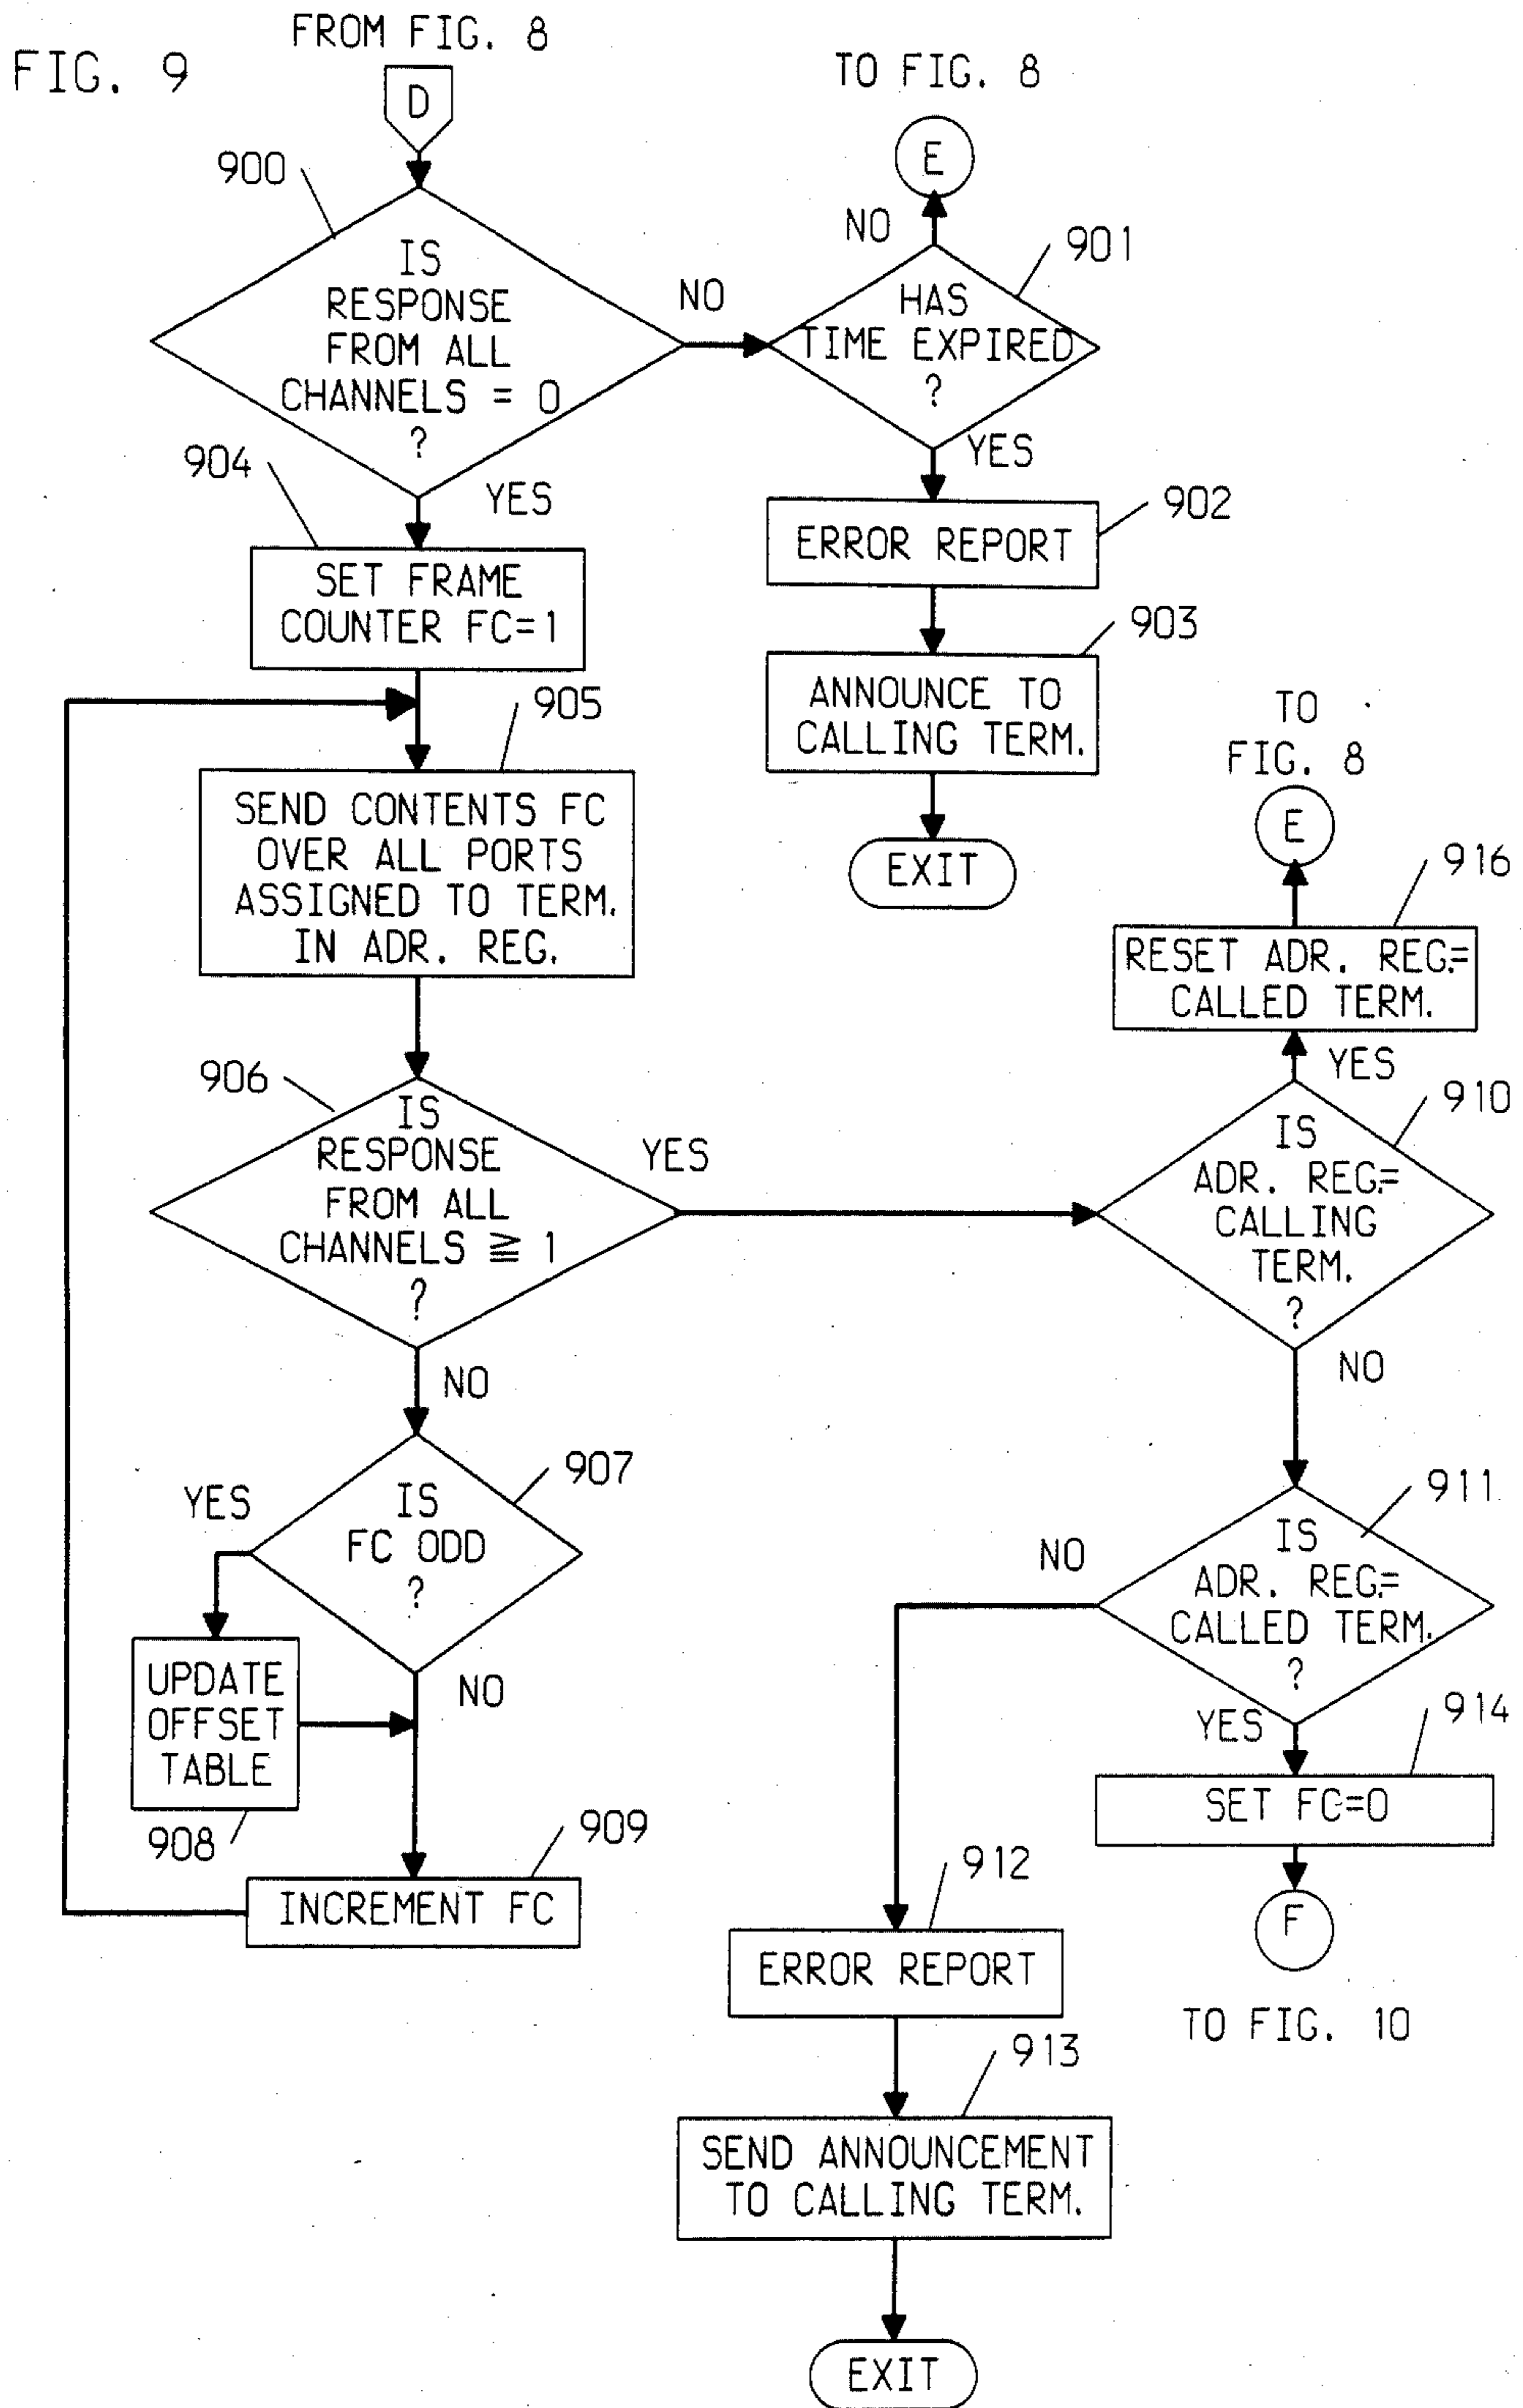 FIG. 9
FROM FIG. 8
D
TO FIG. 8
E
900
IS
RESPONSE
FROM ALL
CHANNELS = 0
?
NO
NO
901
HAS
TIME EXPIRED
?
YES
904
YES
902
ERROR REPORT
SET FRAME
COUNTER FC=1
903
ANNOUNCE TO
CALLING TERM.
EXIT
905
SEND CONTENTS FC
OVER ALL PORTS
ASSIGNED TO TERM.
IN ADR. REG.
TO
FIG. 8
E
916
RESET ADR. REG.=
CALLED TERM.
YES
906
IS
RESPONSE
FROM ALL
CHANNELS ≧ 1
?
YES
910
IS
ADR. REG.=
CALLING
TERM.
?
NO
NO
907
YES
IS
FC ODD
?
NO
908
UPDATE
OFFSET
TABLE
909
INCREMENT FC
911
IS
ADR. REG.=
CALLED TERM.
?
NO
YES
914
SET FC=0
F
TO FIG. 10
912
ERROR REPORT
913
SEND ANNOUNCEMENT
TO CALLING TERM.
EXIT